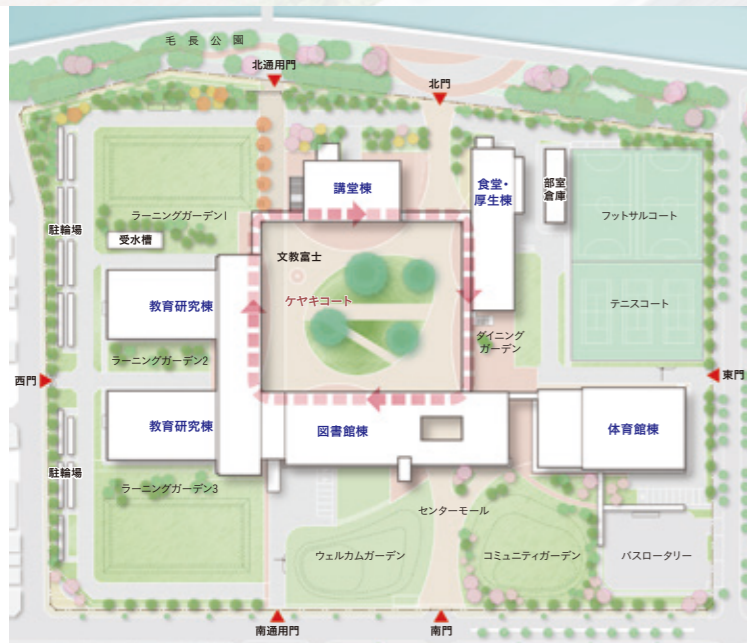 毛長公園
北通用門
北門
講堂棟
食堂・
厚生棟
部室
倉庫
ラーニングガーデン1
フットサルコート
駐輪場
受水槽
文教富士
ケヤキコート
教育研究棟
テニスコート
ダイニング
ガーデン
ラーニングガーデン2
西門
東門
教育研究棟
図書館棟
体育館棟
駐輪場
ラーニングガーデン3
センターモール
ウェルカムガーデン
コミュニティガーデン
バスロータリー
南通用門
南門